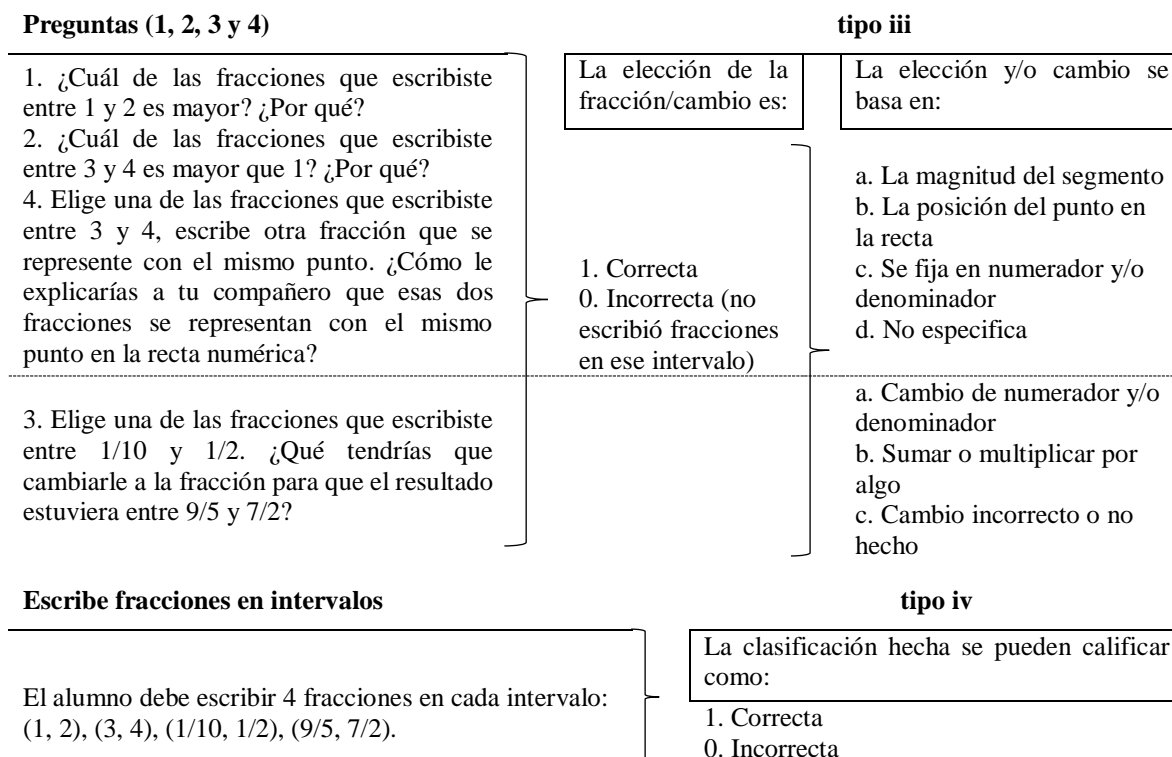 Preguntas (1, 2, 3 y 4)
tipo iii
1. ¿Cuál de las fracciones que escribiste
entre 1 y 2 es mayor? ¿Por qué?
2. ¿Cuál de las fracciones que escribiste
entre 3 y 4 es mayor que 1? ¿Por qué?
4. Elige una de las fracciones que escribiste
entre 3 y 4, escribe otra fracción que se
represente con el mismo punto. ¿Cómo le
explicarías a tu compañero que esas dos
fracciones se representan con el mismo
punto en la recta numérica?
La elección de la
fracción/cambio es:
1. Correcta
0. Incorrecta (no
escribió fracciones
en ese intervalo)
La elección y/o cambio se
basa en:
a. La magnitud del segmento
b. La posición del punto en
la recta
c. Se fija en numerador y/o
denominador
d. No especifica
3. Elige una de las fracciones que escribiste
entre 1/10 y 1/2. ¿Qué tendrías que
cambiarle a la fracción para que el resultado
estuviera entre 9/5 y 7/2?
a. Cambio de numerador y/o
denominador
b. Sumar o multiplicar por
algo
c. Cambio incorrecto o no
hecho
Escribe fracciones en intervalos
tipo iv
El alumno debe escribir 4 fracciones en cada intervalo:
(1, 2), (3, 4), (1/10, 1/2), (9/5, 7/2).
La clasificación hecha se pueden calificar
como:
1. Correcta
0. Incorrecta